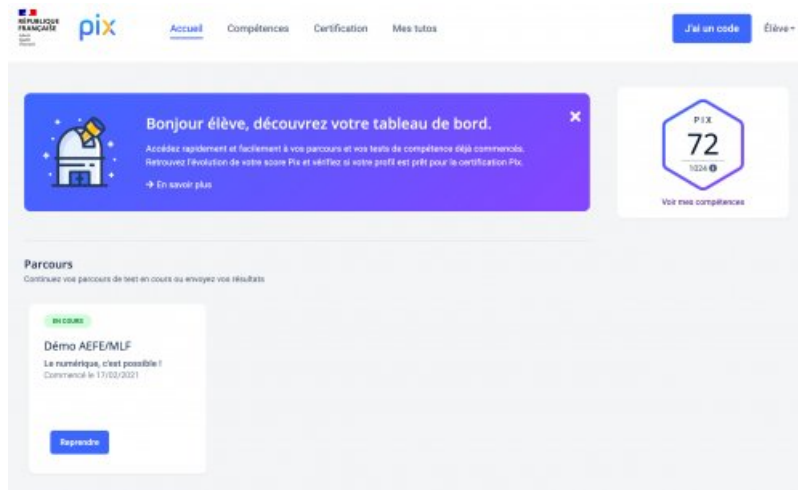 RÉPUBLIQUE
FRANÇAISE
pix
Accueil
Compétences
Certification
Mes tutos
J'ai un code
Élève
Bonjour élève, découvrez votre tableau de bord.
Accédez rapidement et facilement à vos parcours et vos tests de compétence déjà commencés.
Retrouvez l'évolution de votre score Pix et vérifiez si votre profil est prêt pour la certification Pix.
→ En savoir plus
PIX
72
1024
Voir mes compétences
Parcours
Continuez vos parcours de test en cours ou envoyez vos résultats
EN COURS
Démo AEFE/MLF
Le numérique, c'est possible !
Commencé le 17/02/2021
Reprendre